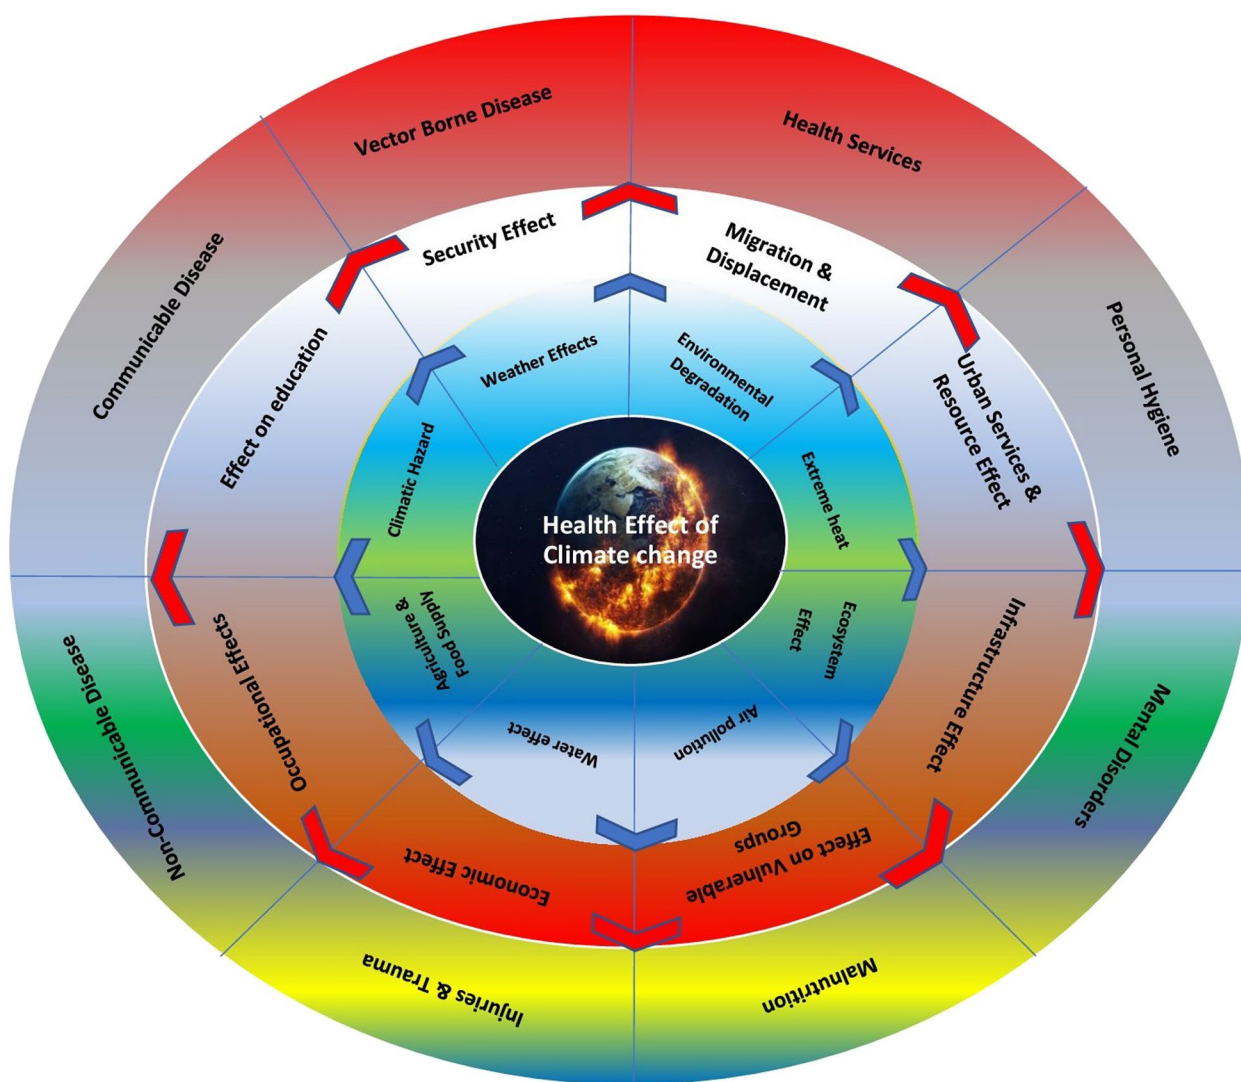 Health Effect of
Climate change
Weather Effects
Environmental
Degradation
Extreme heat
Ecosystem
Effect
Air pollution
Water effect
Agriculture &
Food Supply
Climatic Hazard
Security Effect
Migration &
Displacement
Urban Services &
Resource Effect
Infrastructure Effect
Effect on Vulnerable
Groups
Economic Effect
Occupational Effects
Effect on education
Vector Borne Disease
Health Services
Personal Hygiene
Mental Disorders
Malnutrition
Injuries & Trauma
Non-Communicable Disease
Communicable Disease